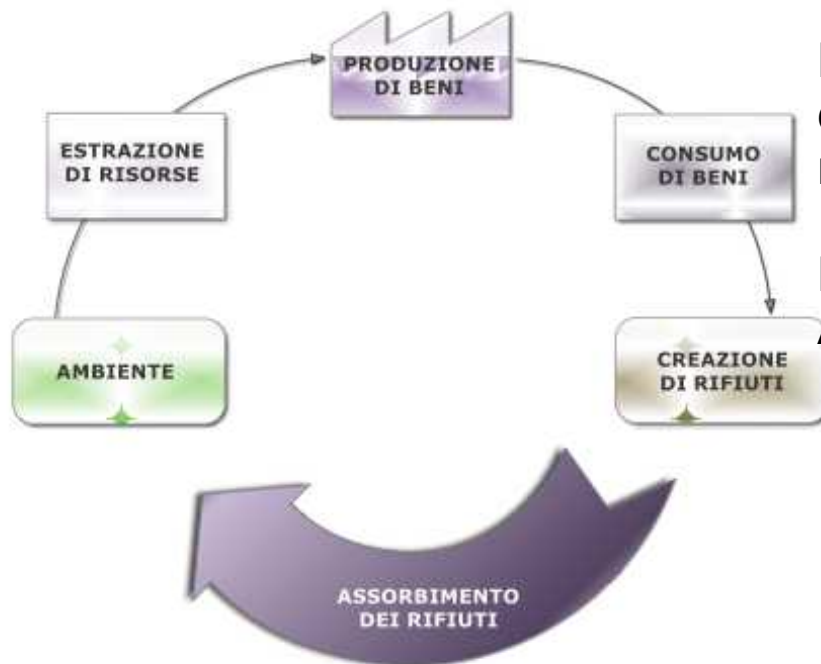 PRODUZIONE
DI BENI
ESTRAZIONE
DI RISORSE
CONSUMO
DI BENI
AMBIENTE
CREAZIONE
DI RIFIUTI
ASSORBIMENTO
DEI RIFIUTI